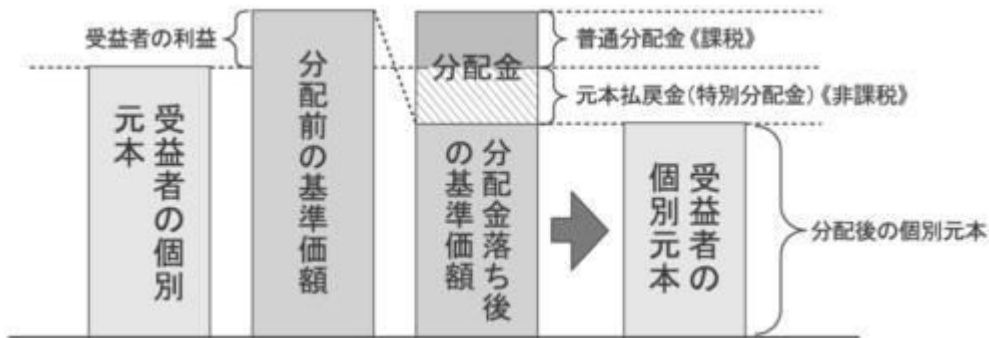 受益者の利益
受益者の個別
元本
分配前の基準価額
分配金
分配金落ち後
の基準価額
普通分配金《課税》
元本払戻金(特別分配金)《非課税》
受益者の
個別元本
分配後の個別元本